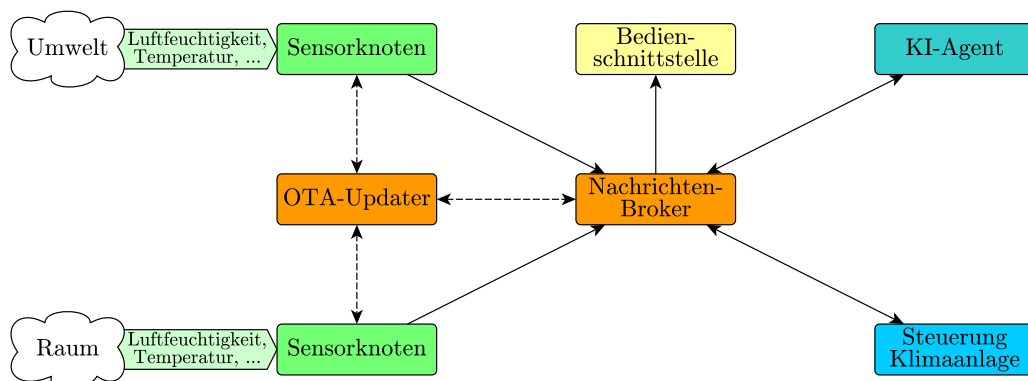 Umwelt
Luftfeuchtigkeit,
Temperatur, ...
Sensorknoten
Bedien-
schnittstelle
KI-Agent
OTA-Updater
Nachrichten-
Broker
Raum
Luftfeuchtigkeit,
Temperatur, ...
Sensorknoten
Steuerung
Klimaanlage